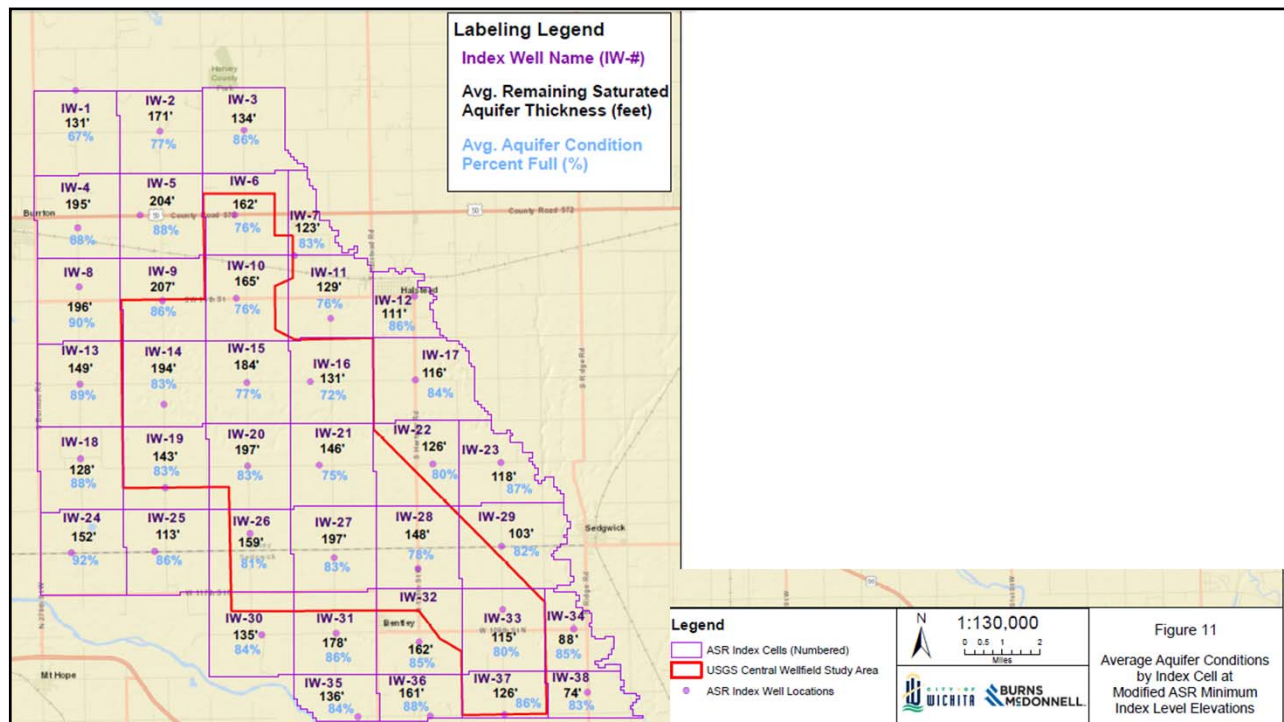 Labeling Legend
Index Well Name (IW-#)
Avg. Remaining Saturated
Aquifer Thickness (feet)
Avg. Aquifer Condition
Percent Full (%)
Harvey
County
Park
IW-1
131'
67%
IW-2
171'
77%
IW-3
134'
86%
IW-4
195'
88%
IW-5
204'
88%
IW-6
162'
76%
IW-7
123'
83%
Burrton
50
County Road 572
50
County Road 572
IW-8
196'
90%
IW-9
207'
86%
IW-10
165'
76%
IW-11
129'
76%
Halstead
IW-12
111'
86%
IW-13
149'
89%
IW-14
194'
83%
IW-15
184'
77%
IW-16
131'
72%
IW-17
116'
84%
S Ridge Rd
IW-18
128'
88%
IW-19
143'
83%
IW-20
197'
83%
IW-21
146'
75%
IW-22
126'
80%
IW-23
118'
87%
IW-24
152'
92%
IW-25
113'
86%
IW-26
159'
81%
Sedgwick
IW-27
197'
83%
IW-28
148'
78%
IW-29
103'
82%
Sedgwick
IW-30
135'
84%
IW-31
178'
86%
IW-32
Bentley
162'
85%
IW-33
115'
80%
IW-34
88'
85%
Mt Hope
IW-35
136'
84%
IW-36
161'
88%
IW-37
126'
86%
IW-38
74'
83%
50
Legend
ASR Index Cells (Numbered)
USGS Central Wellfield Study Area
ASR Index Well Locations
N
1:130,000
0 0.5 1 2
Miles
CITY OF
WICHITA
BURNS
MCDONNELL
Figure 11
Average Aquifer Conditions
by Index Cell at
Modified ASR Minimum
Index Level Elevations